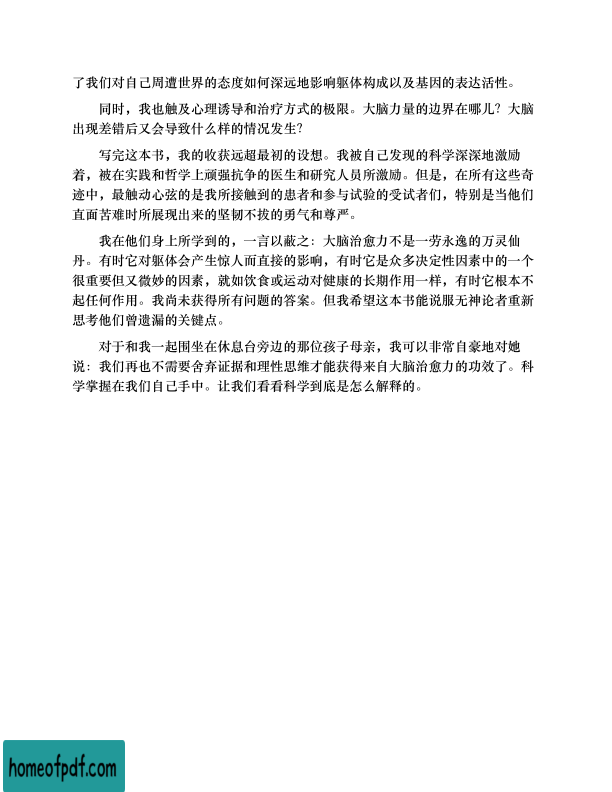 了我们对自己周遭世界的态度如何深远地影响躯体构成以及基因的表达活性。
同时，我也触及心理诱导和治疗方式的极限。大脑力量的边界在哪儿？大脑
出现差错后又会导致什么样的情况发生？
写完这本书，我的收获远超最初的设想。我被自己发现的科学深深地激励
着，被在实践和哲学上顽强抗争的医生和研究人员所激励。但是，在所有这些奇
迹中，最触动心弦的是我所接触到的患者和参与试验的受试者们，特别是当他们
直面苦难时所展现出来的坚韧不拔的勇气和尊严。
我在他们身上所学到的，一言以蔽之：大脑治愈力不是一劳永逸的万灵仙
丹。有时它对躯体会产生惊人而直接的影响，有时它是众多决定性因素中的一个
很重要但又微妙的因素，就如饮食或运动对健康的长期作用一样，有时它根本不
起任何作用。我尚未获得所有问题的答案。但我希望这本书能说服无神论者重新
思考他们曾遗漏的关键点。
对于和我一起围坐在休息台旁边的那位孩子母亲，我可以非常自豪地对她
说：我们再也不需要舍弃证据和理性思维才能获得来自大脑治愈力的功效了。科
学掌握在我们自己手中。让我们看看科学到底是怎么解释的。
homeofpdf.com